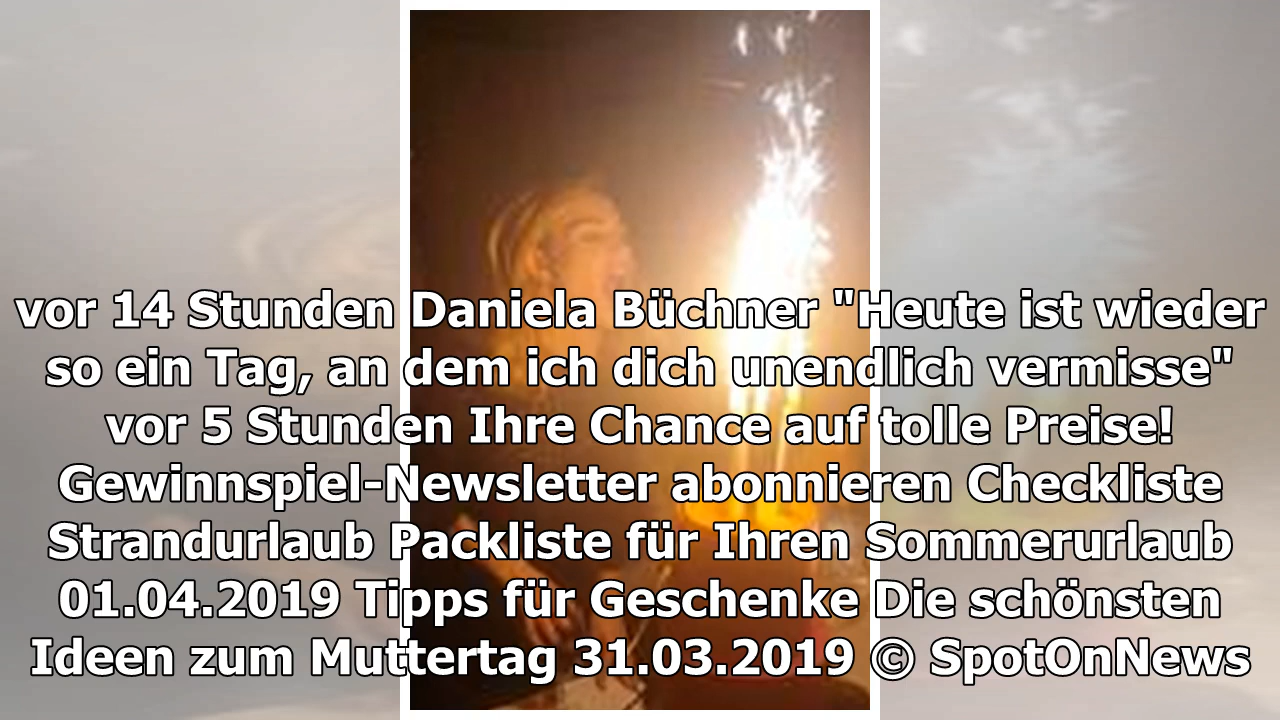 vor 14 Stunden Daniela Büchner "Heute ist wieder
so ein Tag, an dem ich dich unendlich vermisse"
vor 5 Stunden Ihre Chance auf tolle Preise!
Gewinnspiel-Newsletter abonnieren Checkliste
Strandurlaub Packliste für Ihren Sommerurlaub
01.04.2019 Tipps für Geschenke Die schönsten
Ideen zum Muttertag 31.03.2019 © SpotOnNews